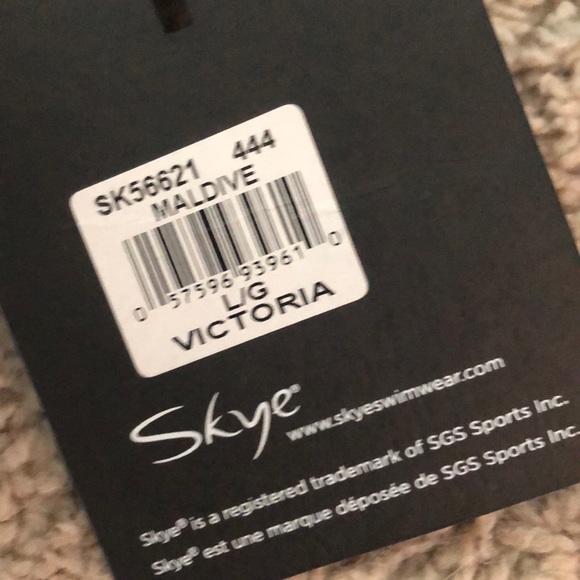 SK56621 444
MALDIVE
0 57596 93961 0
L/G
VICTORIA
Skye®
www.skyeswimwear.com
Skye® is a registered trademark of SGS Sports Inc.
Skye® est une marque déposée de SGS Sports Inc.